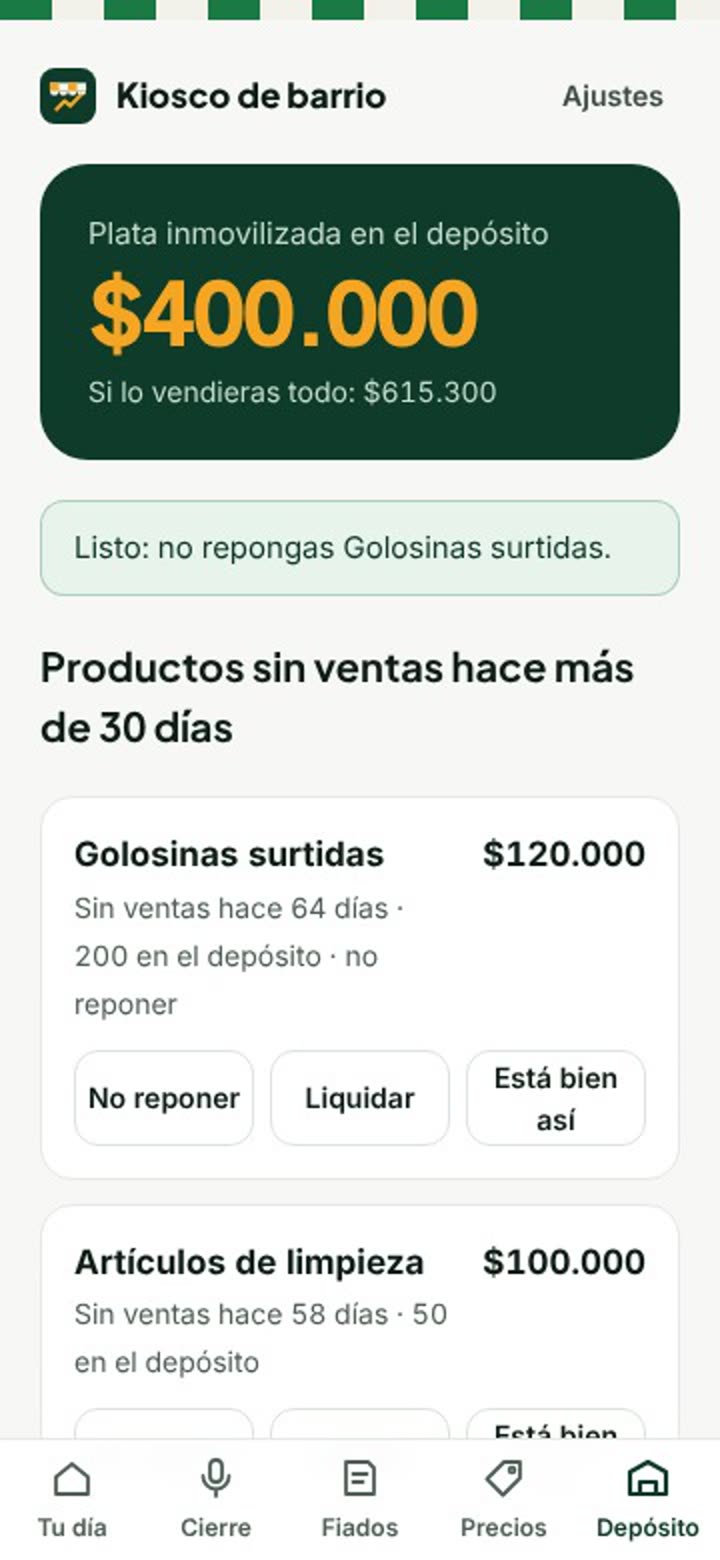 Kiosco de barrio
Ajustes
Plata inmovilizada en el depósito
$400.000
Si lo vendieras todo: $615.300
Listo: no repongas Golosinas surtidas.
Productos sin ventas hace más
de 30 días
Golosinas surtidas
$120.000
Sin ventas hace 64 días ·
200 en el depósito · no
reponer
No reponer
Liquidar
Está bien
así
Artículos de limpieza
$100.000
Sin ventas hace 58 días · 50
en el depósito
Está bien
Tu día
Cierre
Fiados
Precios
Depósito